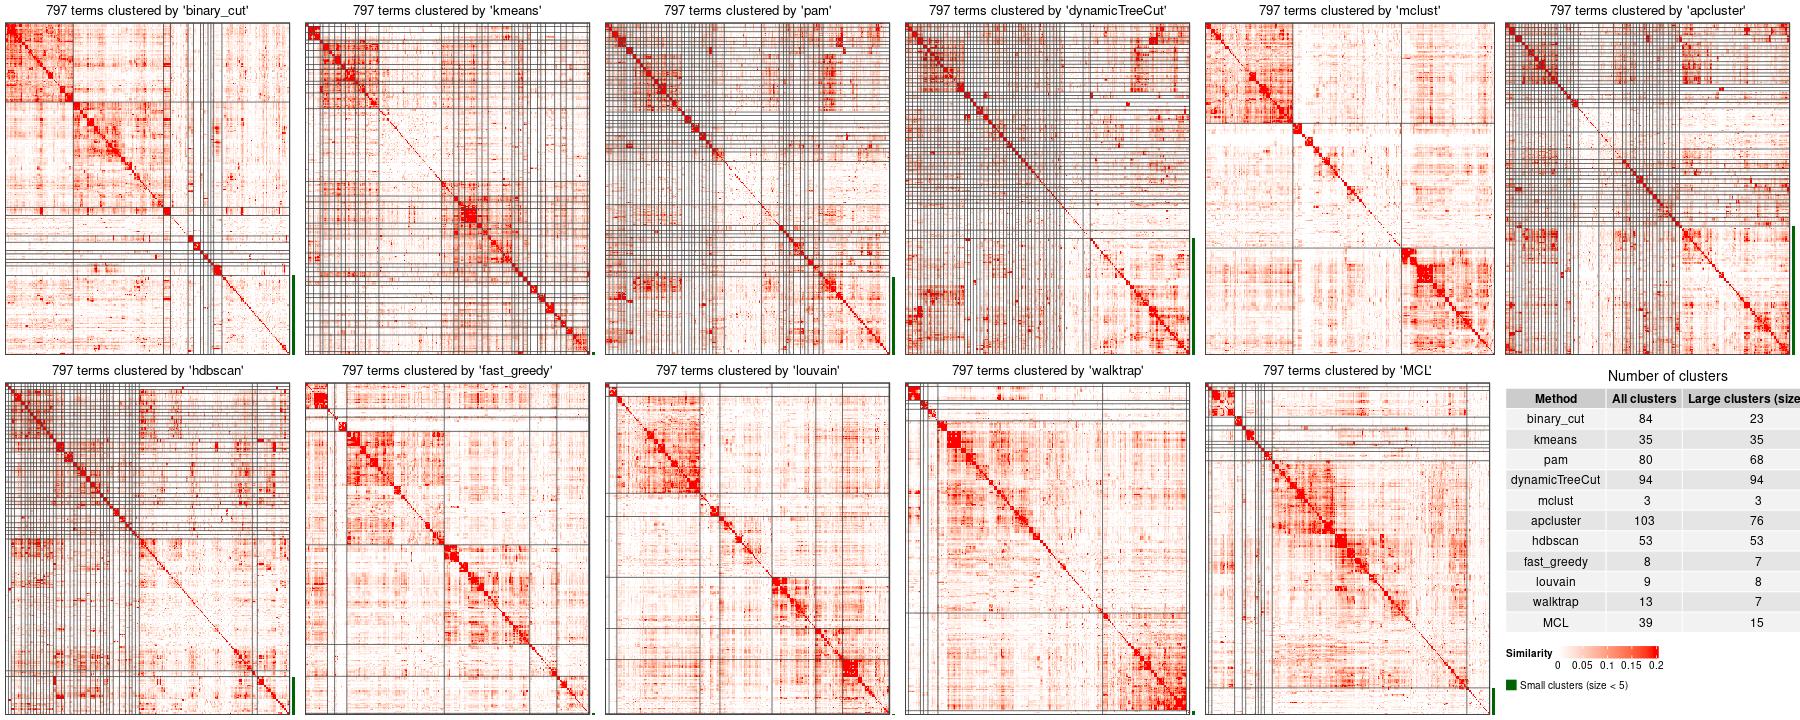 797 terms clustered by 'binary_cut'
797 terms clustered by 'kmeans'
797 terms clustered by 'pam'
797 terms clustered by 'dynamicTreeCut'
797 terms clustered by 'mclust'
797 terms clustered by 'apcluster'
797 terms clustered by 'hdbscan'
797 terms clustered by 'fast_greedy'
797 terms clustered by 'louvain'
797 terms clustered by 'walktrap'
797 terms clustered by 'MCL'
Number of clusters
Method All clusters Large clusters (size
binary_cut 84 23
kmeans 35 35
pam 80 68
dynamicTreeCut 94 94
mclust 3 3
apcluster 103 76
hdbscan 53 53
fast_greedy 8 7
louvain 9 8
walktrap 13 7
MCL 39 15
Similarity
0 0.05 0.1 0.15 0.2
Small clusters (size < 5)